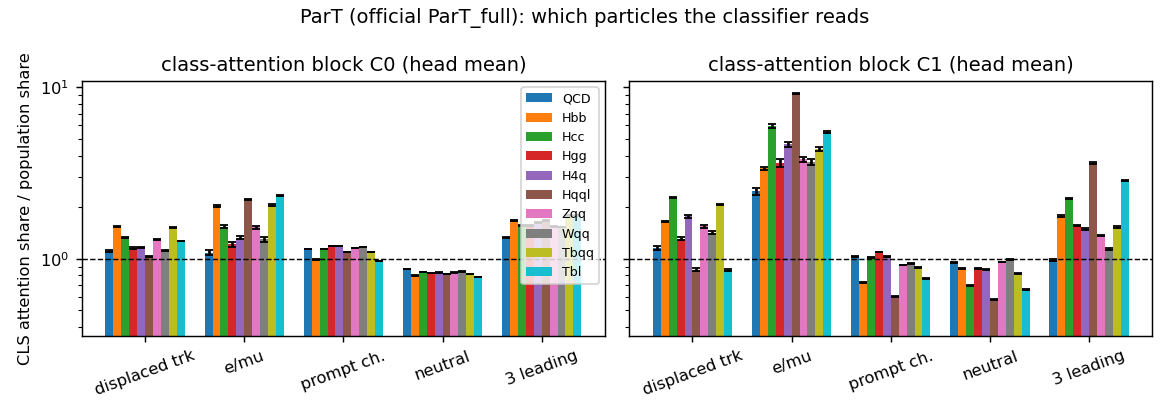 ParT (official ParT_full): which particles the classifier reads
class-attention block C0 (head mean)
class-attention block C1 (head mean)
CLS attention share / population share
10¹
10⁰
QCD
Hbb
Hcc
Hgg
H4q
Hqql
Zqq
Wqq
Tbqq
Tbl
displaced trk
e/mu
prompt ch.
neutral
3 leading
displaced trk
e/mu
prompt ch.
neutral
3 leading